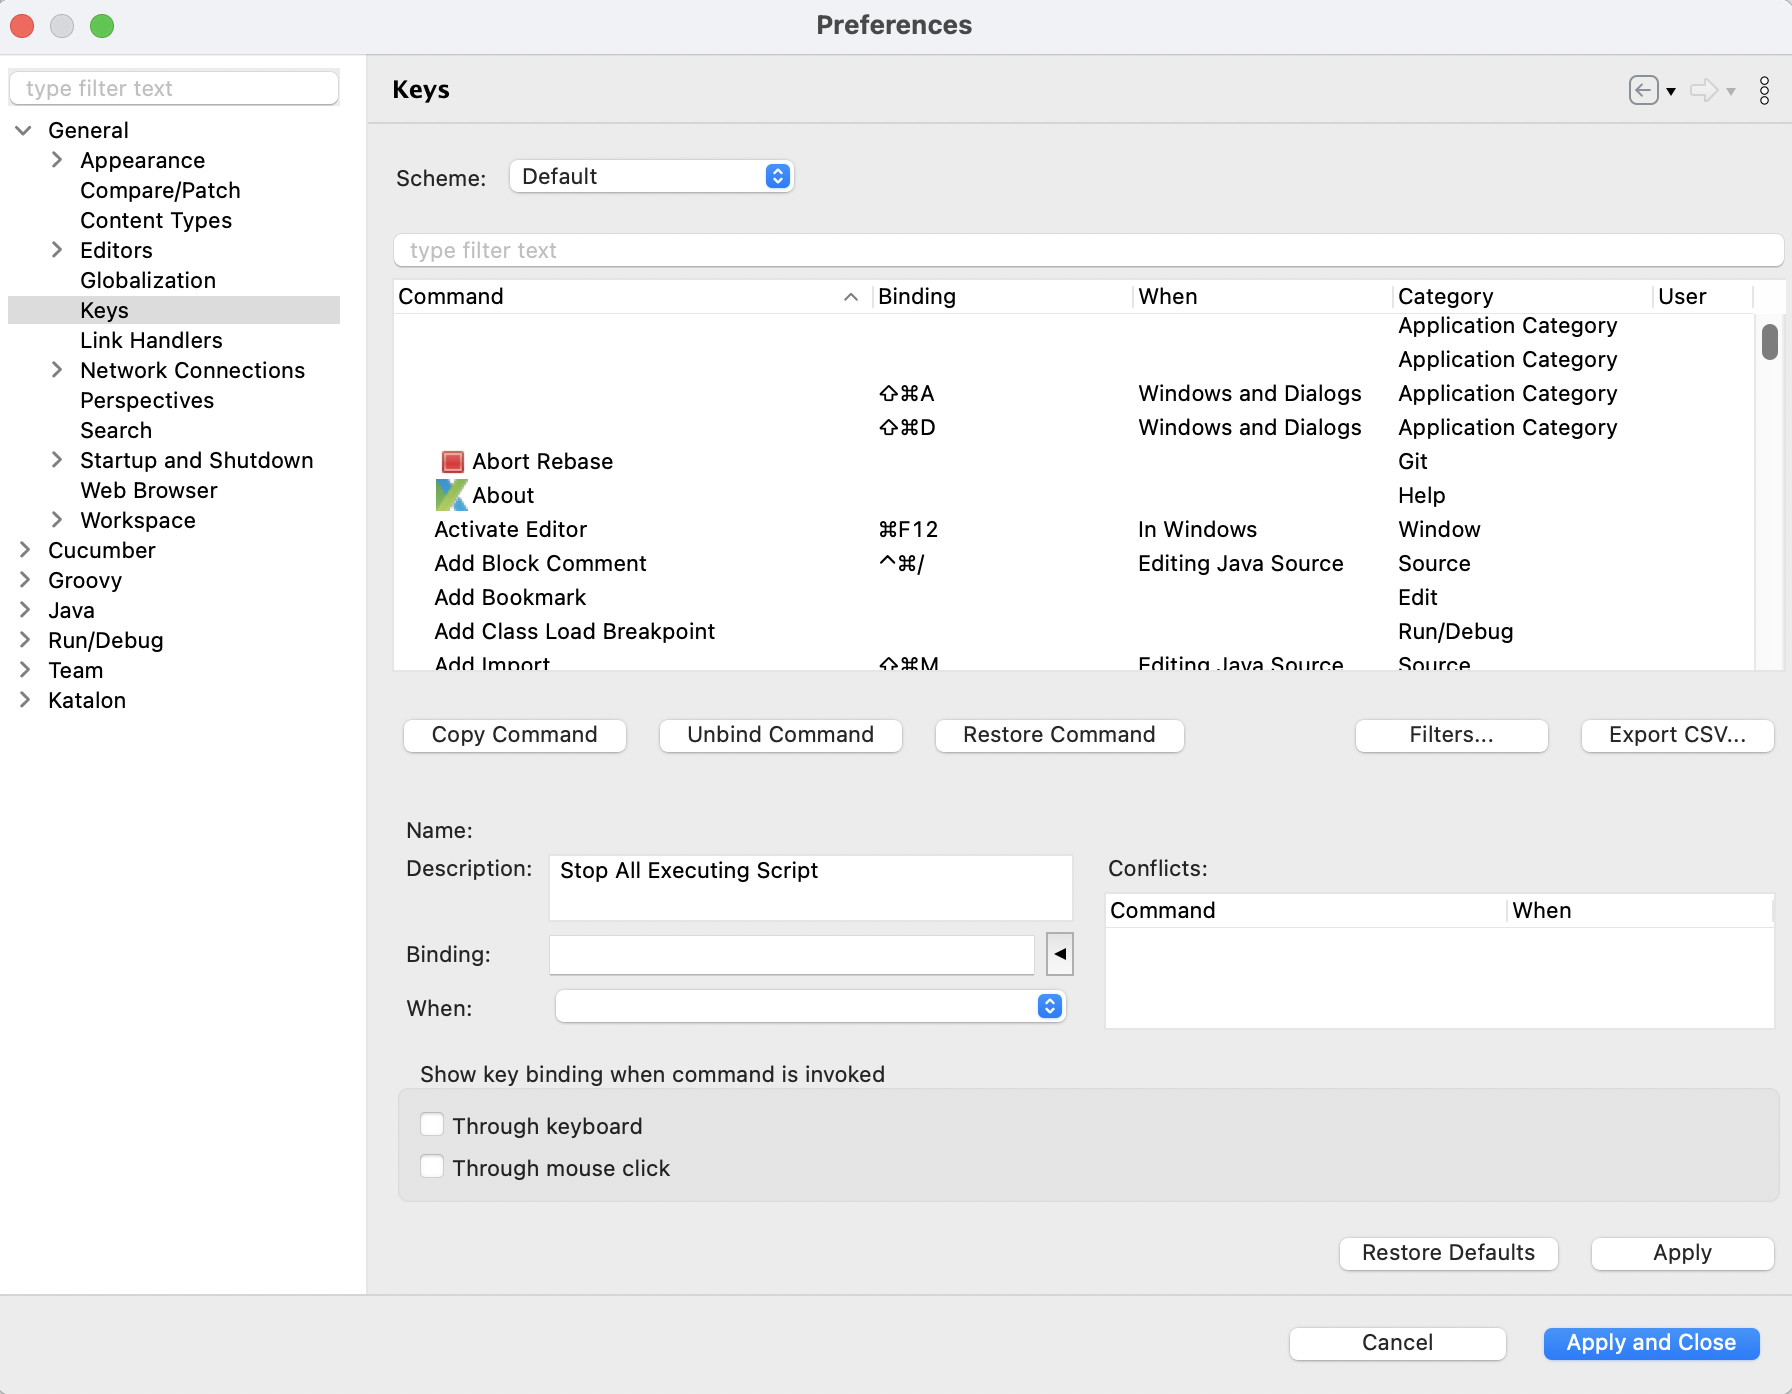 Preferences
type filter text
General
Appearance
Compare/Patch
Content Types
Editors
Globalization
Keys
Link Handlers
Network Connections
Perspectives
Search
Startup and Shutdown
Web Browser
Workspace
Cucumber
Groovy
Java
Run/Debug
Team
Katalon
Keys
Scheme: Default
type filter text
Command Binding When Category User
Application Category
Application Category
⇧⌘A Windows and Dialogs Application Category
⇧⌘D Windows and Dialogs Application Category
Abort Rebase Git
About Help
Activate Editor ⌘F12 In Windows Window
Add Block Comment ^⌘/ Editing Java Source Source
Add Bookmark Edit
Add Class Load Breakpoint Run/Debug
Add Import ⇧⌘M Editing Java Source Source
Copy Command Unbind Command Restore Command Filters... Export CSV...
Name:
Description: Stop All Executing Script
Binding:
When:
Conflicts:
Command When
Show key binding when command is invoked
Through keyboard
Through mouse click
Restore Defaults Apply
Cancel Apply and Close